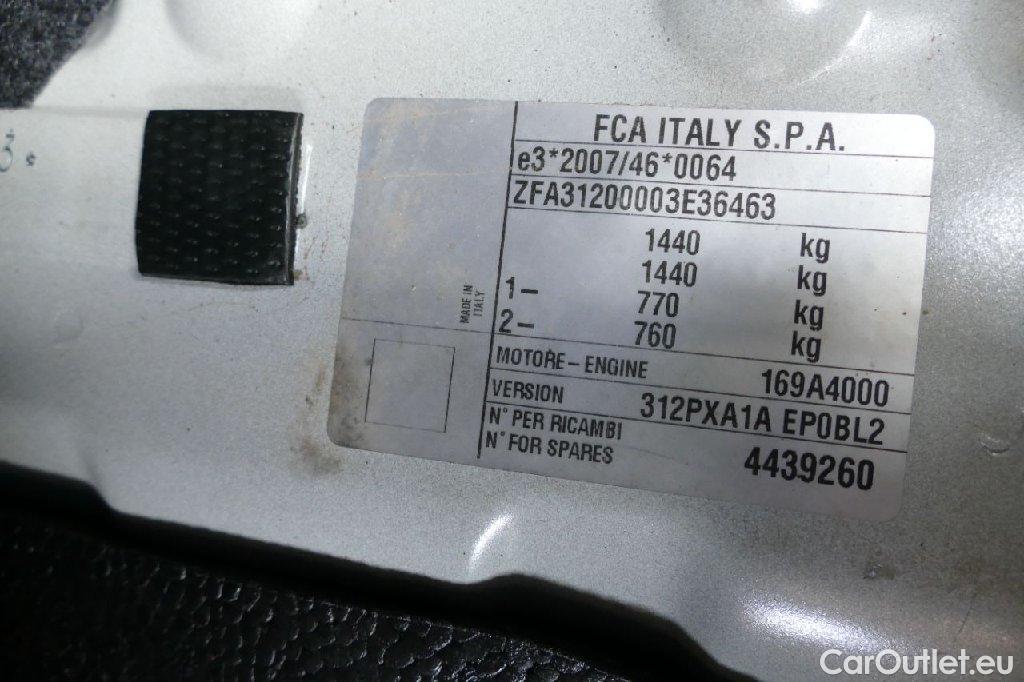 3.
FCA ITALY S.P.A.
e3*2007/46*0064
ZFA31200003E36463
1440 kg
1440 kg
1– 770 kg
2– 760 kg
MADE IN
ITALY
MOTORE – ENGINE 169A4000
VERSION 312PXA1A EP0BL2
N° PER RICAMBI
N° FOR SPARES 4439260
CarOutlet.eu